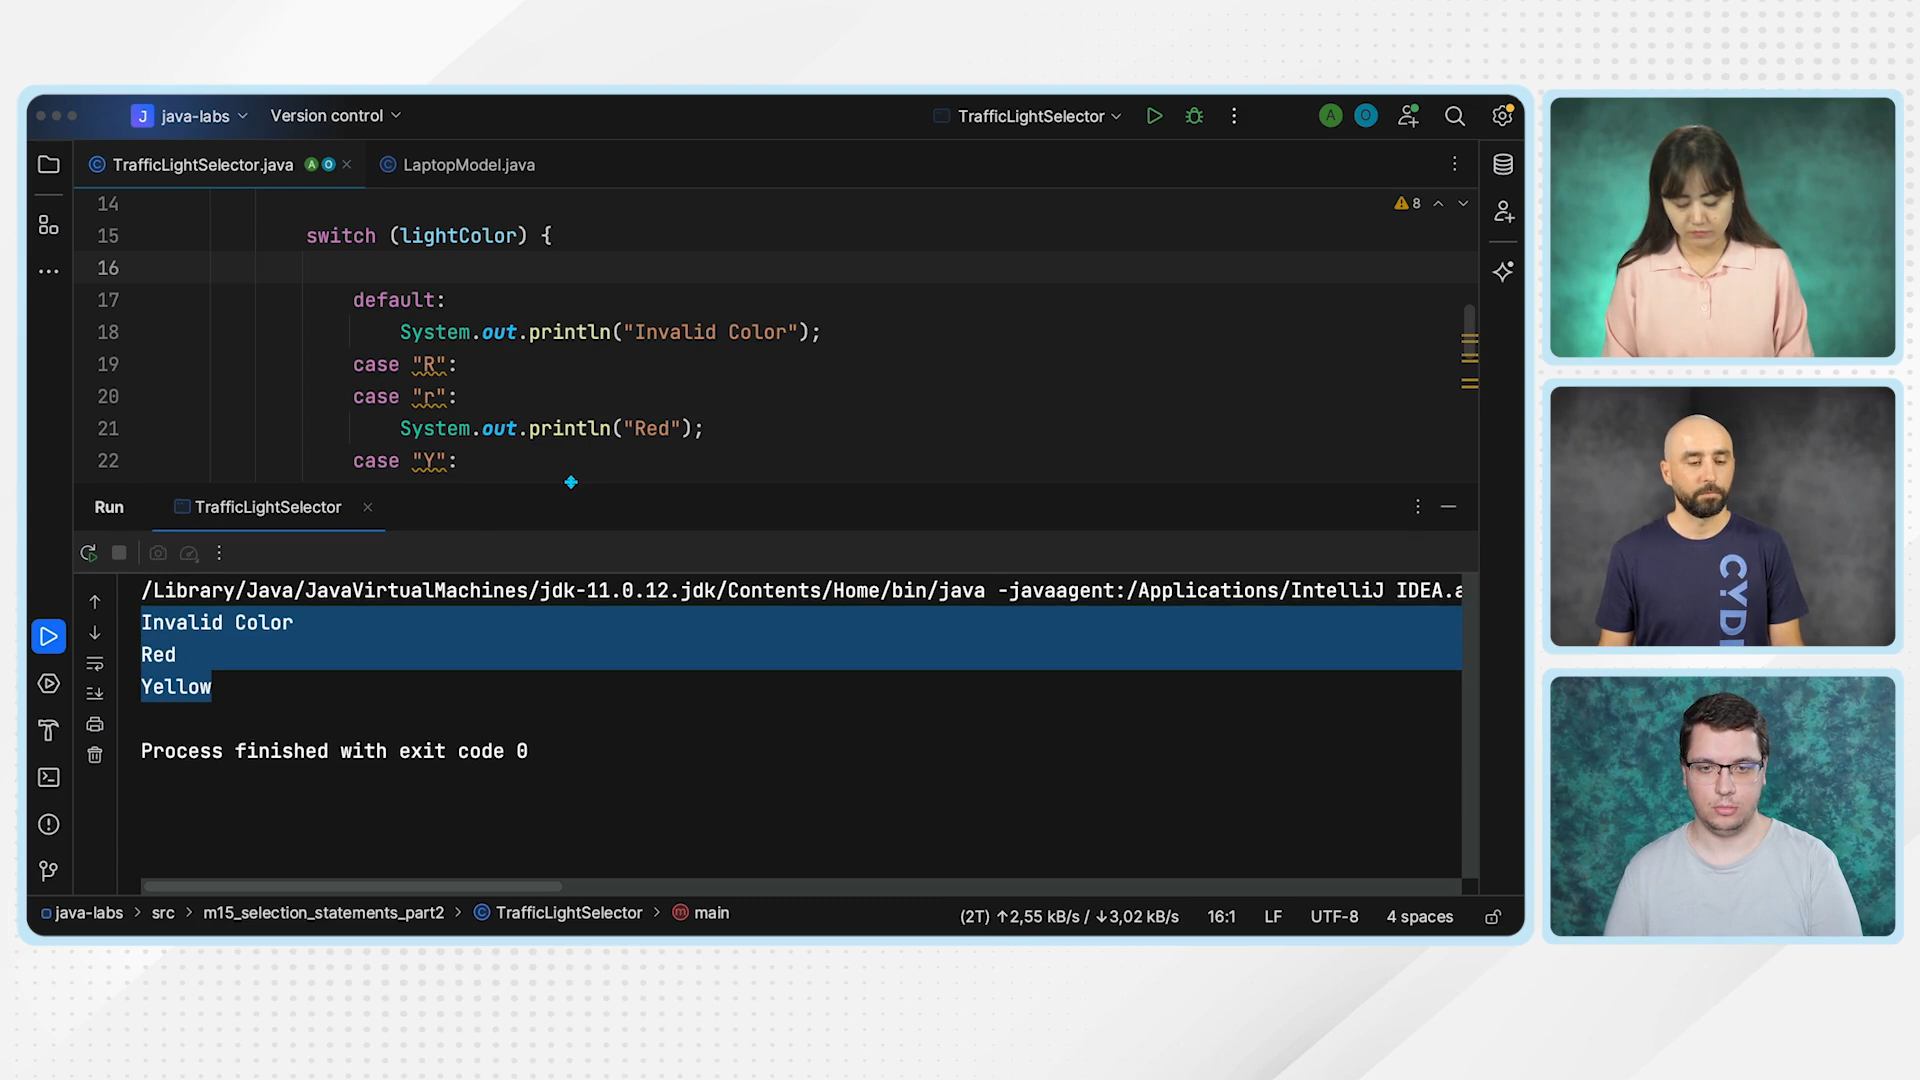 J java-labs Version control TrafficLightSelector A O
TrafficLightSelector.java A O LaptopModel.java
14 8
15 switch (lightColor) {
16
17 default:
18 System.out.println("Invalid Color");
19 case "R":
20 case "r":
21 System.out.println("Red");
22 case "Y":
Run TrafficLightSelector
/Library/Java/JavaVirtualMachines/jdk-11.0.12.jdk/Contents/Home/bin/java -javaagent:/Applications/IntelliJ IDEA.a
Invalid Color
Red
Yellow
Process finished with exit code 0
java-labs > src > m15_selection_statements_part2 > TrafficLightSelector > m main
(2T) ↑2,55 kB/s / ↓3,02 kB/s 16:1 LF UTF-8 4 spaces
CYDE